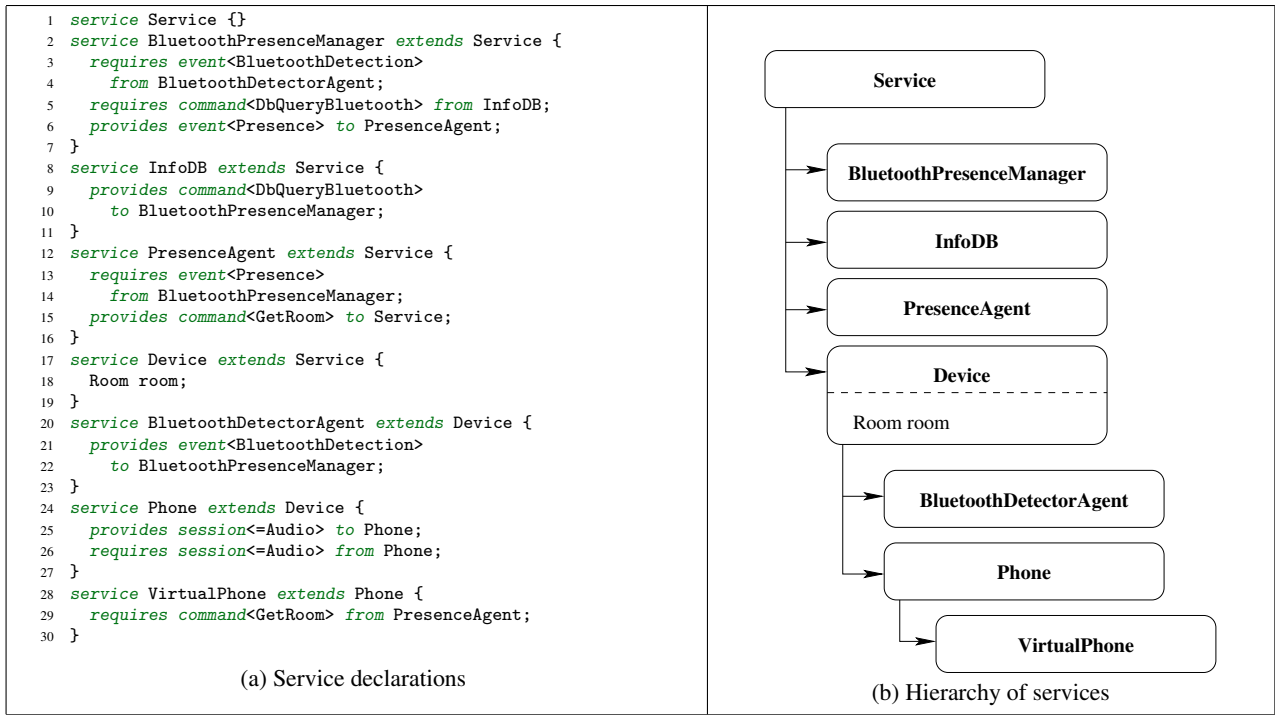 1 service Service {}
2 service BluetoothPresenceManager extends Service {
3 requires event<BluetoothDetection>
4 from BluetoothDetectorAgent;
5 requires command<DbQueryBluetooth> from InfoDB;
6 provides event<Presence> to PresenceAgent;
7 }
8 service InfoDB extends Service {
9 provides command<DbQueryBluetooth>
10 to BluetoothPresenceManager;
11 }
12 service PresenceAgent extends Service {
13 requires event<Presence>
14 from BluetoothPresenceManager;
15 provides command<GetRoom> to Service;
16 }
17 service Device extends Service {
18 Room room;
19 }
20 service BluetoothDetectorAgent extends Device {
21 provides event<BluetoothDetection>
22 to BluetoothPresenceManager;
23 }
24 service Phone extends Device {
25 provides session<=Audio> to Phone;
26 requires session<=Audio> from Phone;
27 }
28 service VirtualPhone extends Phone {
29 requires command<GetRoom> from PresenceAgent;
30 }
(a) Service declarations
Service
BluetoothPresenceManager
InfoDB
PresenceAgent
Device
Room room
BluetoothDetectorAgent
Phone
VirtualPhone
(b) Hierarchy of services